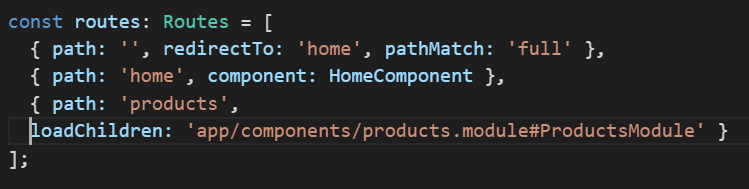 const routes: Routes = [
  { path: '', redirectTo: 'home', pathMatch: 'full' },
  { path: 'home', component: HomeComponent },
  { path: 'products',
  loadChildren: 'app/components/products.module#ProductsModule' }
];